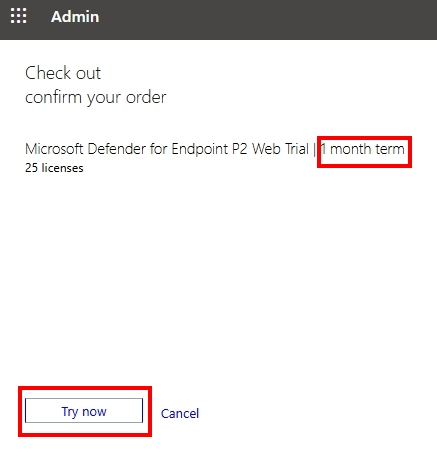 Admin
Check out
confirm your order
Microsoft Defender for Endpoint P2 Web Trial | 1 month term
25 licenses
Try now
Cancel